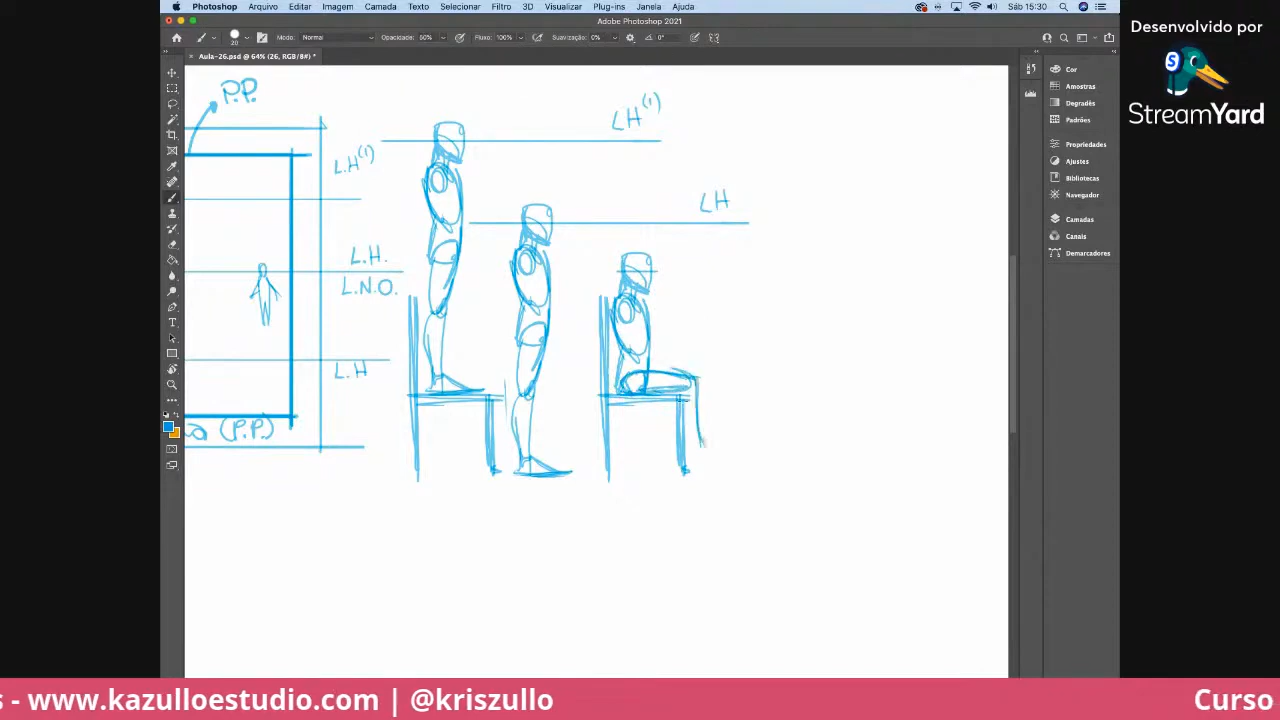 Photoshop Arquivo Editar Imagem Camada Texto Selecionar Filtro 3D Visualizar Plug-ins Janela Ajuda Sáb 15:30
Adobe Photoshop 2021
20 Modo: Normal Opacidade: 50% Fluxo: 100% Suavização: 0% 0°
Aula-26.psd @ 64% (26, RGB/8#) *
Desenvolvido por
StreamYard
Cor
Amostras
Degradês
Padrões
Propriedades
Ajustes
Bibliotecas
Navegador
Camadas
Canais
Demarcadores
P.P.
LH(1)
L.H(1)
LH
L.H.
L.N.O.
L.H
(P.P.)
s - www.kazulloestudio.com | @kriszullo
Curso